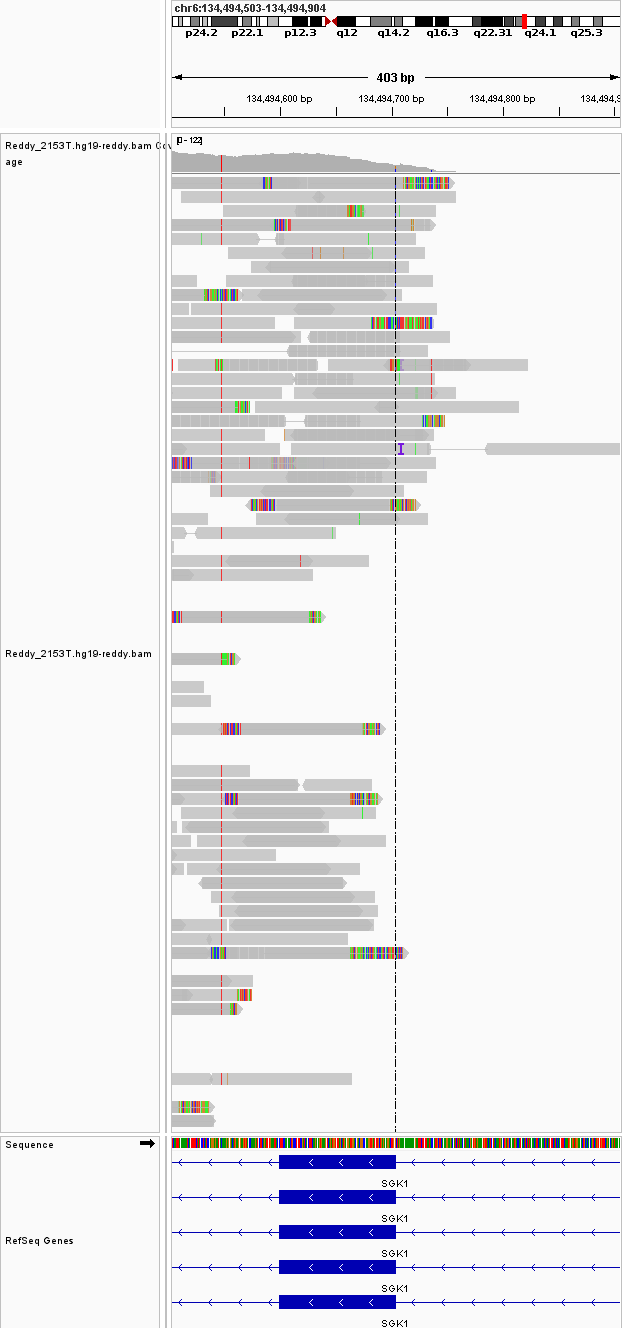 chr6:134,494,503-134,494,904
p24.2 p22.1 p12.3 q12 q14.2 q16.3 q22.31 q24.1 q25.3
403 bp
134,494,600 bp 134,494,700 bp 134,494,800 bp 134,494,9
Reddy_2153T.hg19-reddy.bam Co
age
[0 - 122]
Reddy_2153T.hg19-reddy.bam
Sequence
SGK1
SGK1
RefSeq Genes
SGK1
SGK1
SGK1